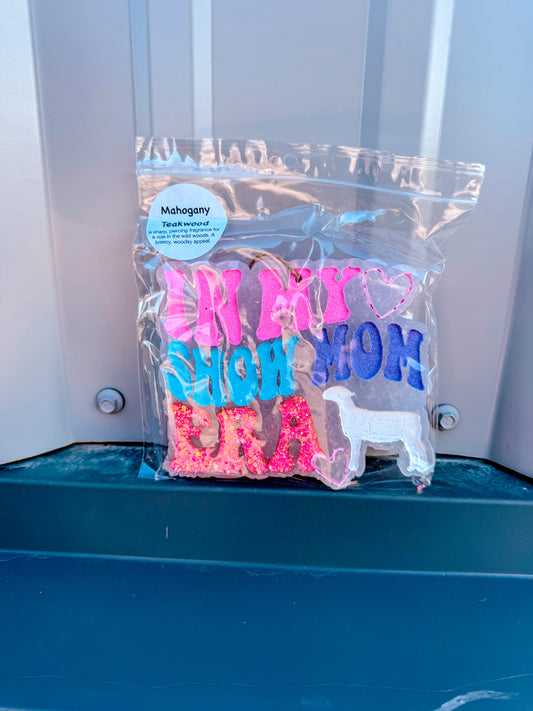 Mahogany
Teakwood
A sharp, piercing fragrance for
a ride in the wild woods. A
breezy, woodsy appeal.
IN MY
SHOW MOM
ERA